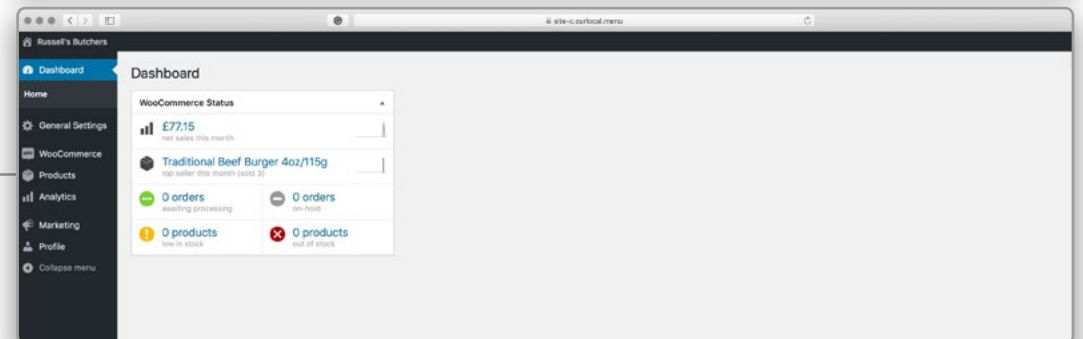 site-c.ourlocal.menu
Russell's Butchers
Dashboard
Home
General Settings
WooCommerce
Products
Analytics
Marketing
Profile
Collapse menu
Dashboard
WooCommerce Status
£77.15
net sales this month
Traditional Beef Burger 4oz/115g
top seller this month (sold 3)
0 orders
awaiting processing
0 orders
on-hold
0 products
low in stock
0 products
out of stock